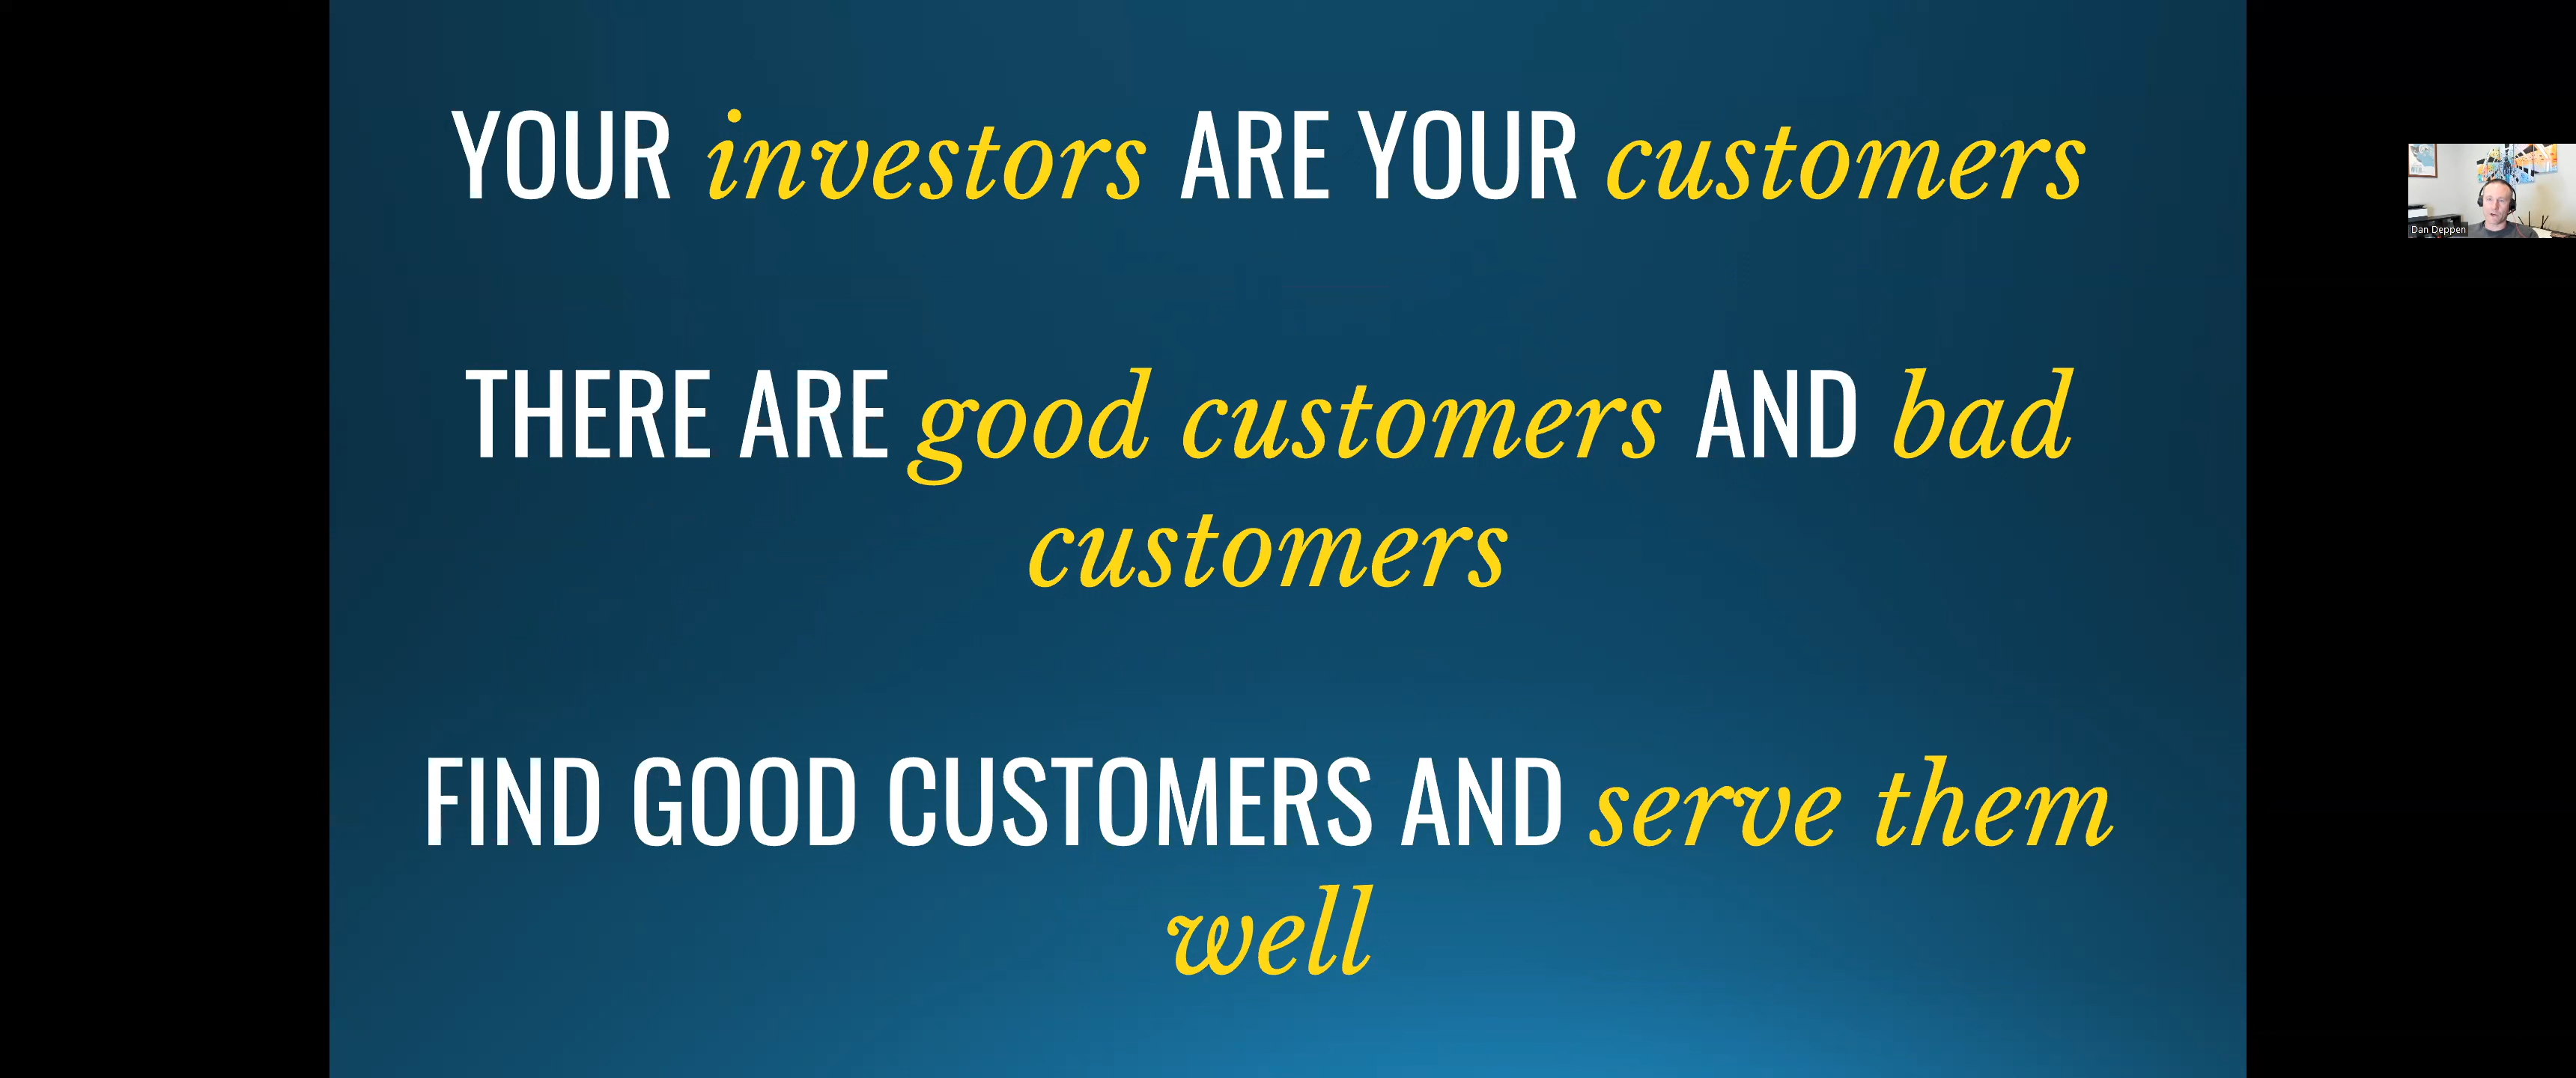 YOUR investors ARE YOUR customers
THERE ARE good customers AND bad
customers
FIND GOOD CUSTOMERS AND serve them
well
Dan Deppen